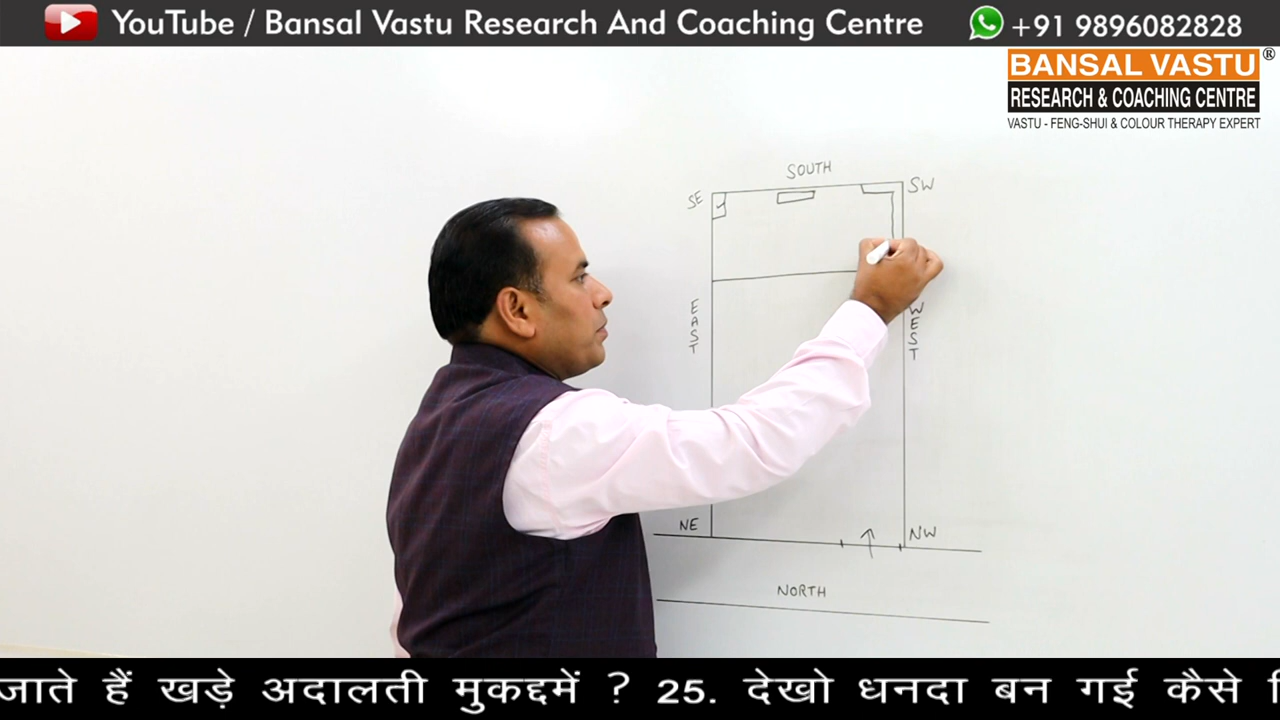 YouTube / Bansal Vastu Research And Coaching Centre +91 9896082828
BANSAL VASTU®
RESEARCH & COACHING CENTRE
VASTU - FENG-SHUI & COLOUR THERAPY EXPERT
SOUTH
SE
SW
EAST
WEST
NE
NW
NORTH
जाते हैं खड़े अदालती मुकद्दमें ? 25. देखो धनदा बन गई कैसे